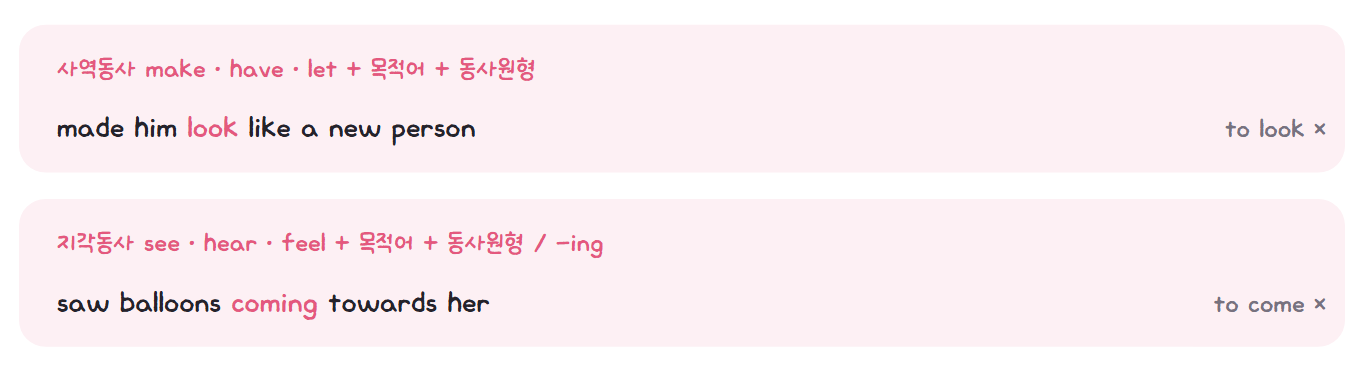 사역동사 make · have · let + 목적어 + 동사원형
made him look like a new person
to look ×
지각동사 see · hear · feel + 목적어 + 동사원형 / -ing
saw balloons coming towards her
to come ×